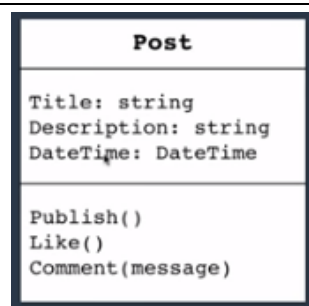 Post
Title: string
Description: string
DateTime: DateTime
Publish()
Like()
Comment(message)